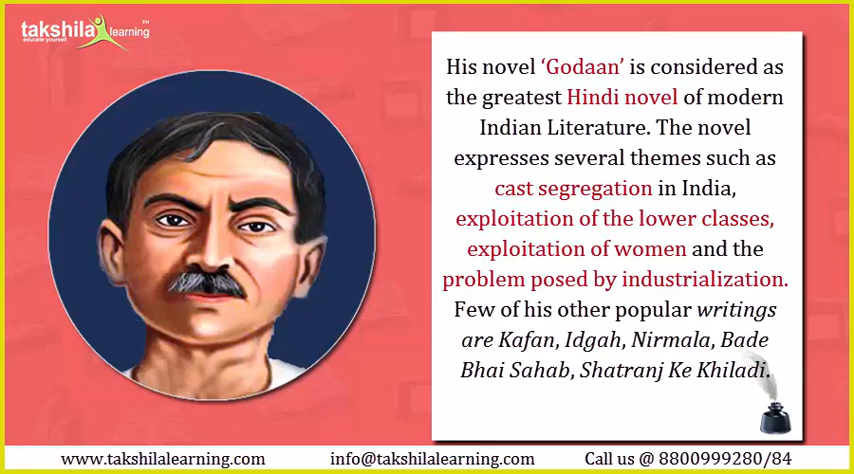 takshila learning™
educate yourself
His novel ‘Godaan’ is considered as
the greatest Hindi novel of modern
Indian Literature. The novel
expresses several themes such as
cast segregation in India,
exploitation of the lower classes,
exploitation of women and the
problem posed by industrialization.
Few of his other popular writings
are Kafan, Idgah, Nirmala, Bade
Bhai Sahab, Shatranj Ke Khiladi.
www.takshilalearning.com info@takshilalearning.com Call us @ 8800999280/84